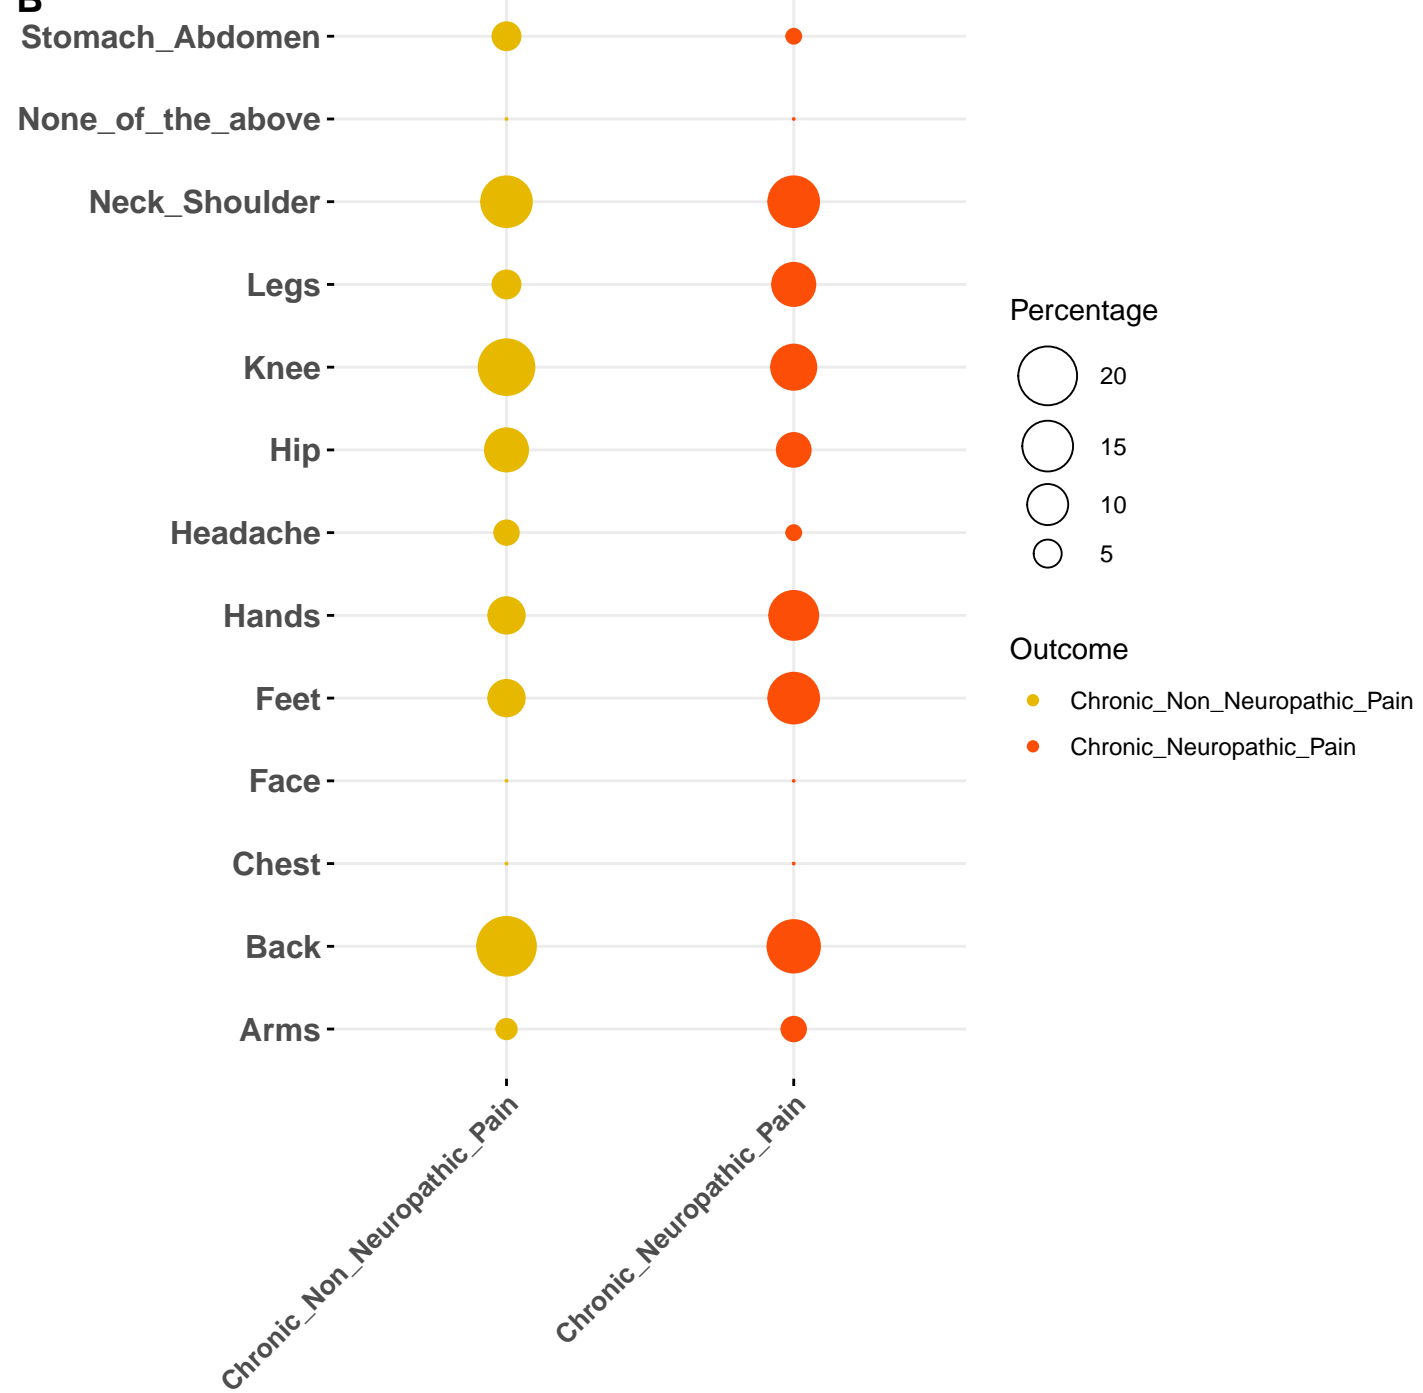 B
Stomach_Abdomen
None_of_the_above
Neck_Shoulder
Legs
Knee
Hip
Headache
Hands
Feet
Face
Chest
Back
Arms
Chronic_Non_Neuropathic_Pain
Chronic_Neuropathic_Pain
Percentage
20
15
10
5
Outcome
Chronic_Non_Neuropathic_Pain
Chronic_Neuropathic_Pain